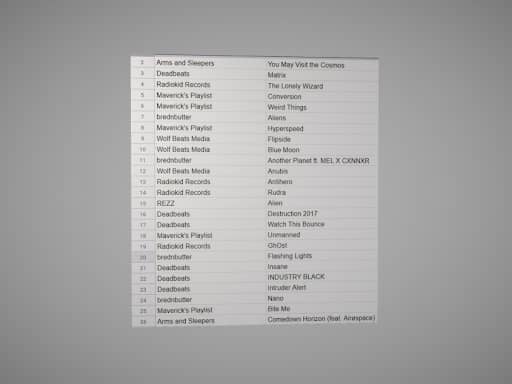 2 Arms and Sleepers You May Visit the Cosmos
3 Deadbeats Matrix
4 Radiokid Records The Lonely Wizard
5 Maverick's Playlist Conversion
6 Maverick's Playlist Weird Things
7 brednbutter Aliens
8 Maverick's Playlist Hyperspeed
9 Wolf Beats Media Flipside
10 Wolf Beats Media Blue Moon
11 brednbutter Another Planet ft. MEL X CXNNXR
12 Wolf Beats Media Anubis
13 Radiokid Records Antihero
14 Radiokid Records Rudra
15 REZZ Alien
16 Deadbeats Destruction 2017
17 Deadbeats Watch This Bounce
18 Maverick's Playlist Unmanned
19 Radiokid Records GhOst
20 brednbutter Flashing Lights
21 Deadbeats Insane
22 Deadbeats INDUSTRY BLACK
23 Deadbeats Intruder Alert
24 brednbutter Nano
25 Maverick's Playlist Bite Me
26 Arms and Sleepers Comedown Horizon (feat. Airøspace)